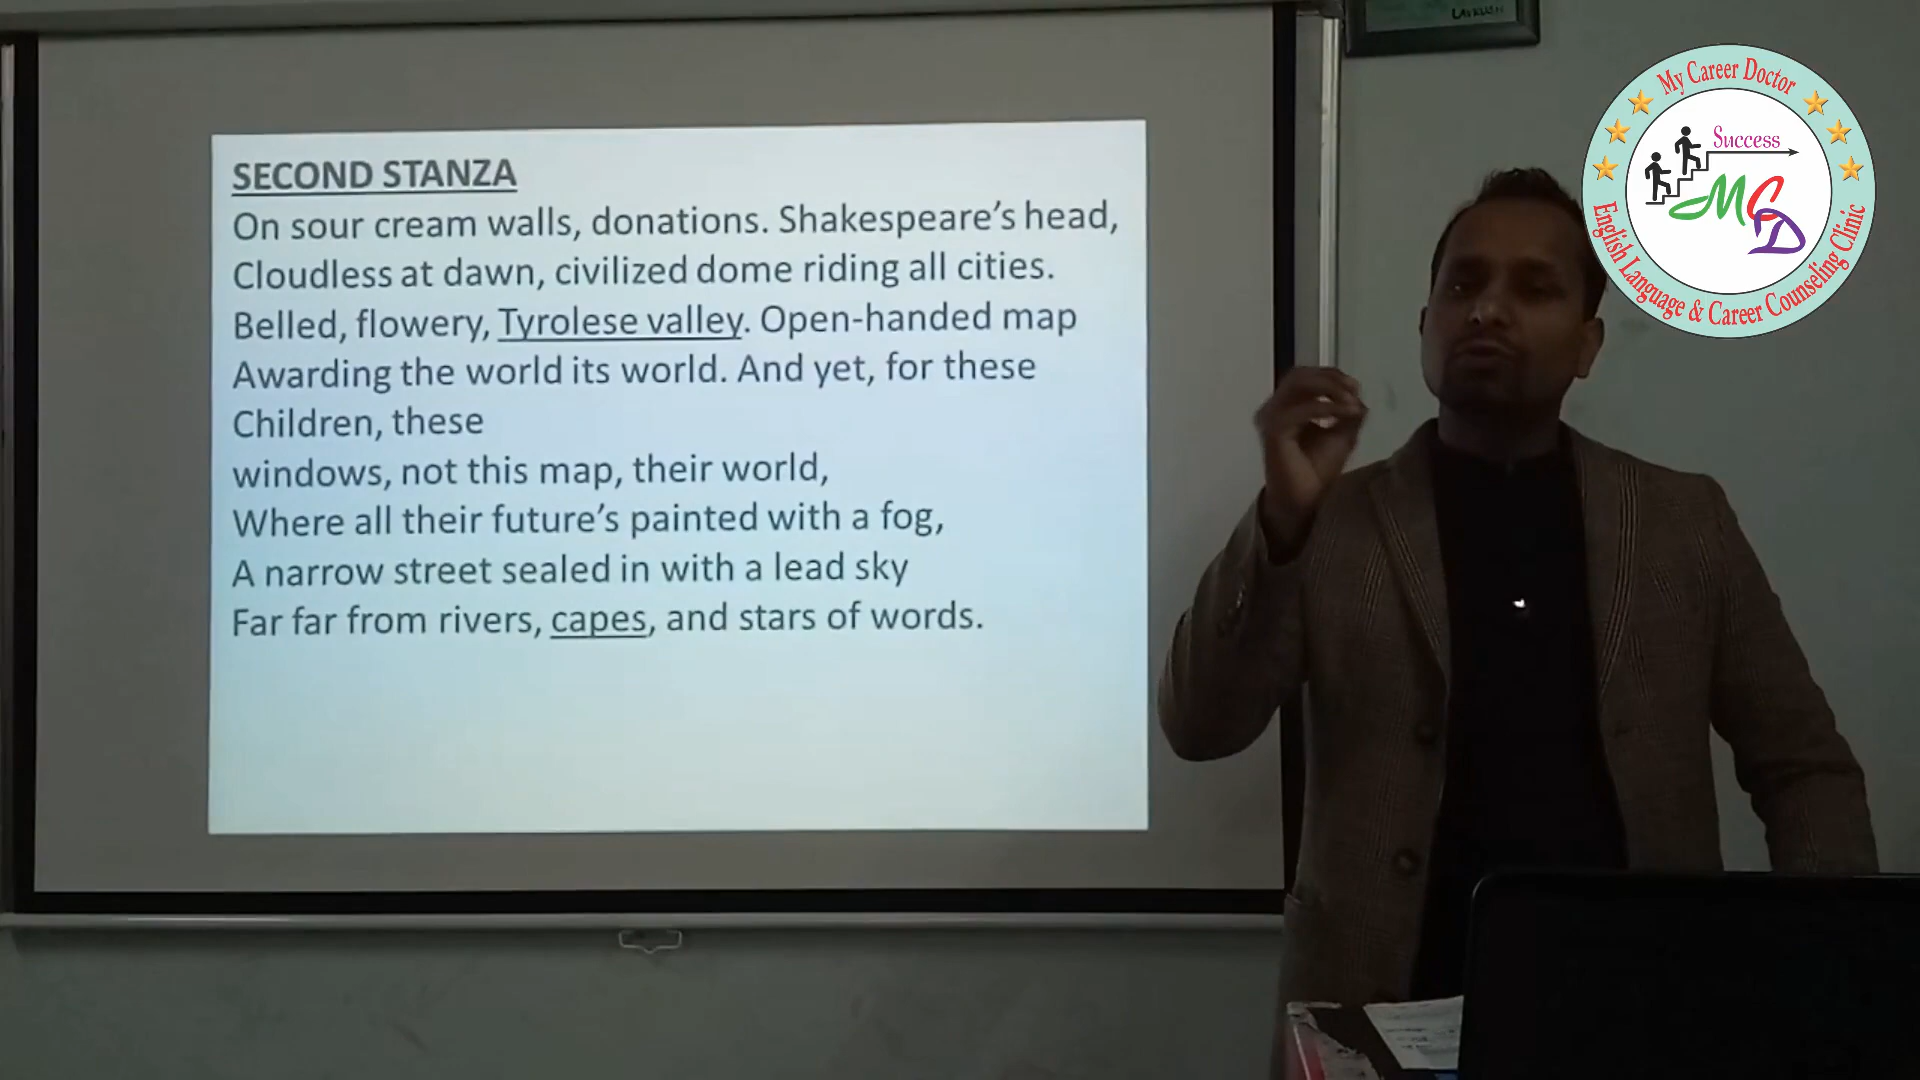 SECOND STANZA
On sour cream walls, donations. Shakespeare's head,
Cloudless at dawn, civilized dome riding all cities.
Belled, flowery, Tyrolese valley. Open-handed map
Awarding the world its world. And yet, for these
Children, these
windows, not this map, their world,
Where all their future's painted with a fog,
A narrow street sealed in with a lead sky
Far far from rivers, capes, and stars of words.
My Career Doctor
Success
MCD
English Language & Career Counseling Clinic